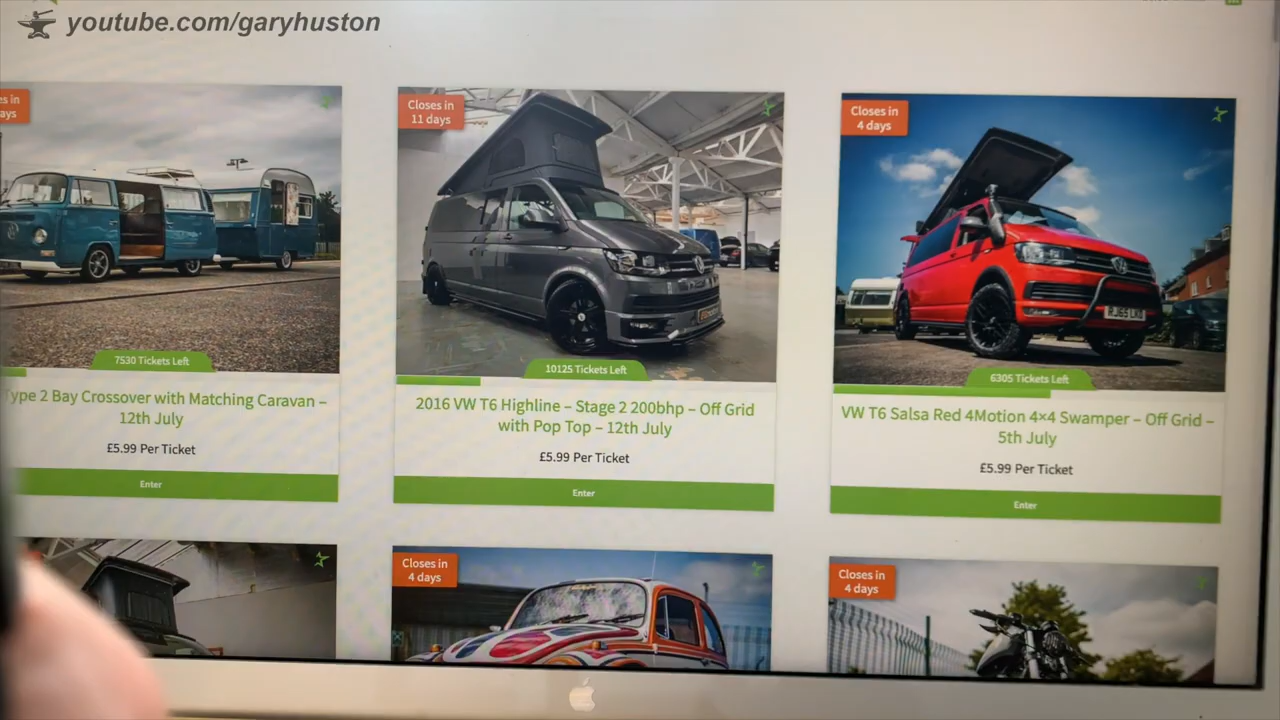 youtube.com/garyhuston
Closes in
11 days
Closes in
4 days
7530 Tickets Left
10125 Tickets Left
6305 Tickets Left
Type 2 Bay Crossover with Matching Caravan –
12th July
£5.99 Per Ticket
Enter
2016 VW T6 Highline – Stage 2 200bhp – Off Grid
with Pop Top – 12th July
£5.99 Per Ticket
Enter
VW T6 Salsa Red 4Motion 4×4 Swamper – Off Grid –
5th July
£5.99 Per Ticket
Enter
Closes in
4 days
Closes in
4 days